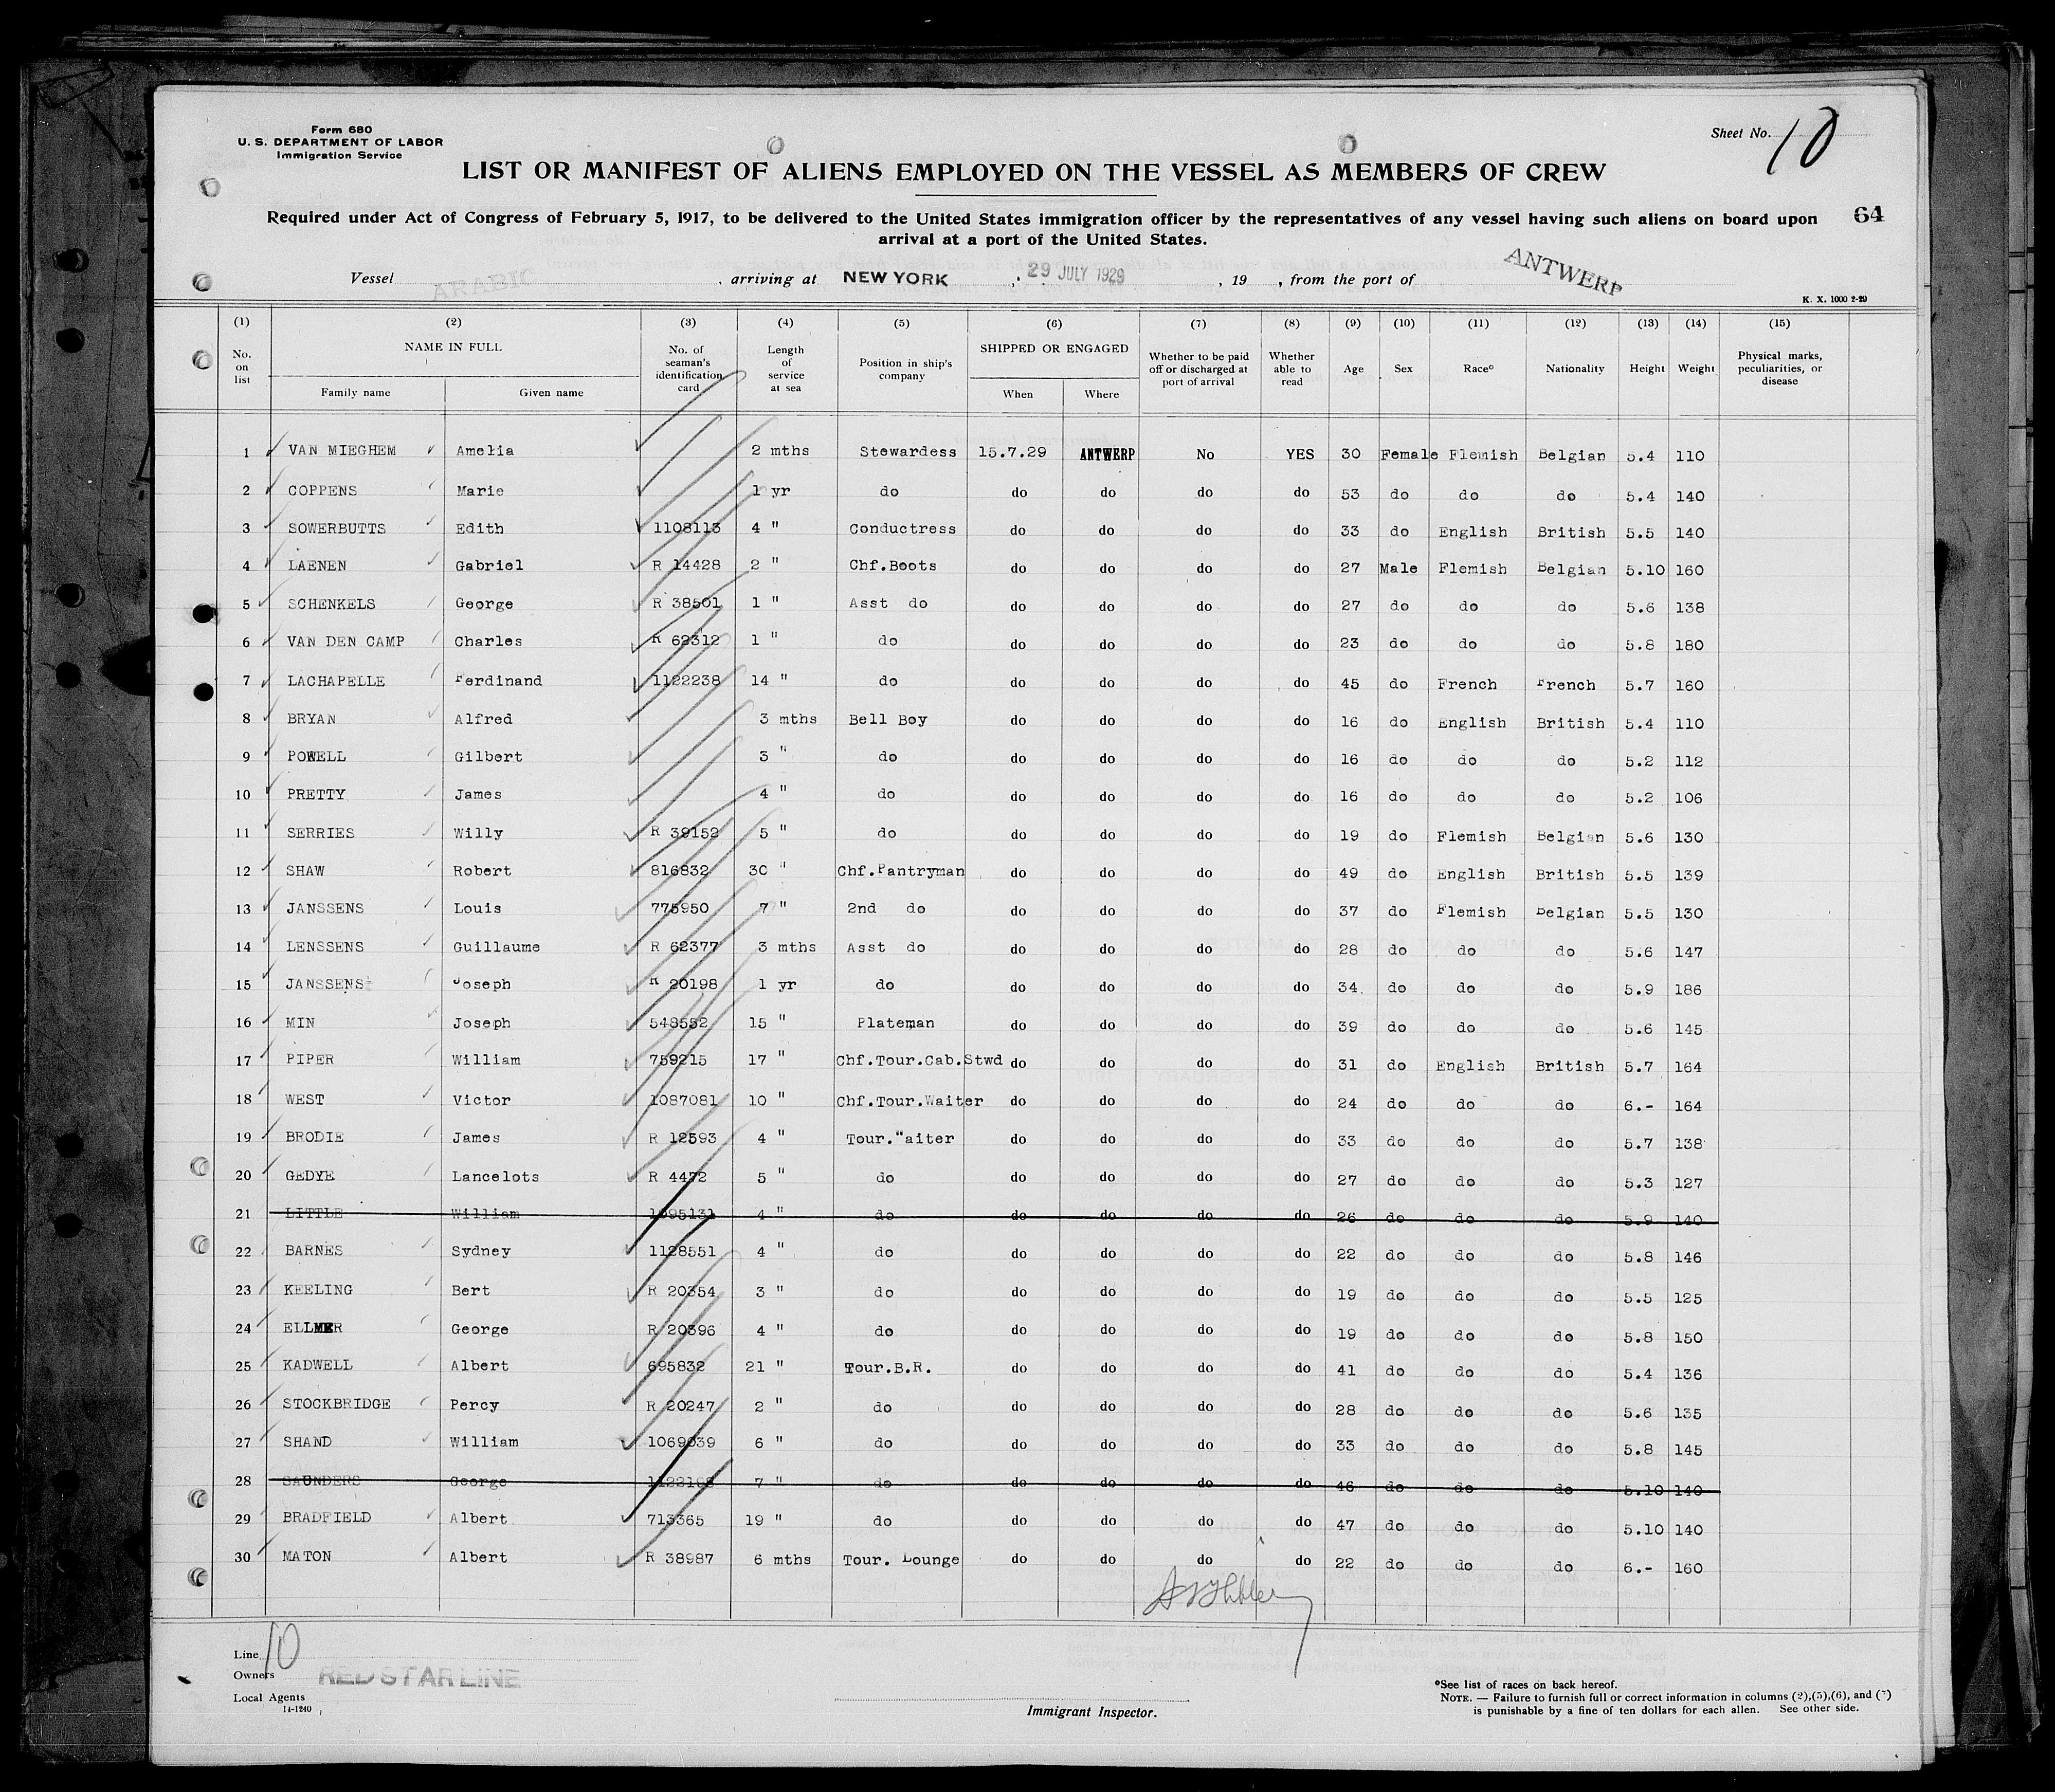 Form 680
U. S. DEPARTMENT OF LABOR
Immigration Service
Sheet No. 10
LIST OR MANIFEST OF ALIENS EMPLOYED ON THE VESSEL AS MEMBERS OF CREW
Required under Act of Congress of February 5, 1917, to be delivered to the United States immigration officer by the representatives of any vessel having such aliens on board upon
arrival at a port of the United States.
64
Vessel ARABIC, arriving at NEW YORK, 29 JULY 1929, 19 , from the port of ANTWERP
K. X. 1000 2-29
(1) (2) (3) (4) (5) (6) (7) (8) (9) (10) (11) (12) (13) (14) (15)
No. on list NAME IN FULL Family name Given name No. of seaman's identification card Length of service at sea Position in ship's company SHIPPED OR ENGAGED When Where Whether to be paid off or discharged at port of arrival Whether able to read Age Sex Race° Nationality Height Weight Physical marks, peculiarities, or disease
1 VAN MIEGHEM Amelia 2 mths Stewardess 15.7.29 ANTWERP No YES 30 Female Flemish Belgian 5.4 110
2 COPPENS Marie 1 yr do do do do do 53 do do do 5.4 140
3 SOWERBUTTS Edith 1108113 4 " Conductress do do do do 33 do English British 5.5 140
4 LAENEN Gabriel R 14428 2 " Chf.Boots do do do do 27 Male Flemish Belgian 5.10 160
5 SCHENKELS George R 38501 1 " Asst do do do do do 27 do do do 5.6 138
6 VAN DEN CAMP Charles R 62312 1 " do do do do do 23 do do do 5.8 180
7 LACHAPELLE Ferdinand 1122238 14 " do do do do do 45 do French French 5.7 160
8 BRYAN Alfred 3 mths Bell Boy do do do do 16 do English British 5.4 110
9 POWELL Gilbert 3 " do do do do do 16 do do do 5.2 112
10 PRETTY James 4 " do do do do do 16 do do do 5.2 106
11 SERRIES Willy R 39152 5 " do do do do do 19 do Flemish Belgian 5.6 130
12 SHAW Robert 816832 30 " Chf.Pantryman do do do do 49 do English British 5.5 139
13 JANSSENS Louis 775950 7 " 2nd do do do do do 37 do Flemish Belgian 5.5 130
14 LENSSENS Guillaume R 62377 3 mths Asst do do do do do 28 do do do 5.6 147
15 JANSSENS Joseph R 20198 1 yr do do do do do 34 do do do 5.9 186
16 MIN Joseph 548552 15 " Plateman do do do do 39 do do do 5.6 145
17 PIPER William 759215 17 " Chf.Tour.Cab.Stwd do do do do 31 do English British 5.7 164
18 WEST Victor 1087081 10 " Chf.Tour.Waiter do do do do 24 do do do 6.- 164
19 BRODIE James R 12593 4 " Tour."aiter do do do do 33 do do do 5.7 138
20 GEDYE Lancelots R 4472 5 " do do do do do 27 do do do 5.3 127
21 LITTLE William 1095131 4 " do do do do do 26 do do do 5.9 140
22 BARNES Sydney 1128551 4 " do do do do do 22 do do do 5.8 146
23 KEELING Bert R 20354 3 " do do do do do 19 do do do 5.5 125
24 ELLMER George R 20396 4 " do do do do do 19 do do do 5.8 150
25 KADWELL Albert 695832 21 " Tour.B.R. do do do do 41 do do do 5.4 136
26 STOCKBRIDGE Percy R 20247 2 " do do do do do 28 do do do 5.6 135
27 SHAND William 1069039 6 " do do do do do 33 do do do 5.8 145
28 SAUNDERS George 7 " do do do do do 46 do do do 5.10 140
29 BRADFIELD Albert 713365 19 " do do do do do 47 do do do 5.10 140
30 MATON Albert R 38987 6 mths Tour. Lounge do do do do 22 do do do 6.- 160
Line 10
Owners RED STAR LINE
Local Agents
14-1240
Immigrant Inspector.
°See list of races on back hereof.
NOTE. — Failure to furnish full or correct information in columns (2),(5),(6), and (7)
is punishable by a fine of ten dollars for each allen. See other side.